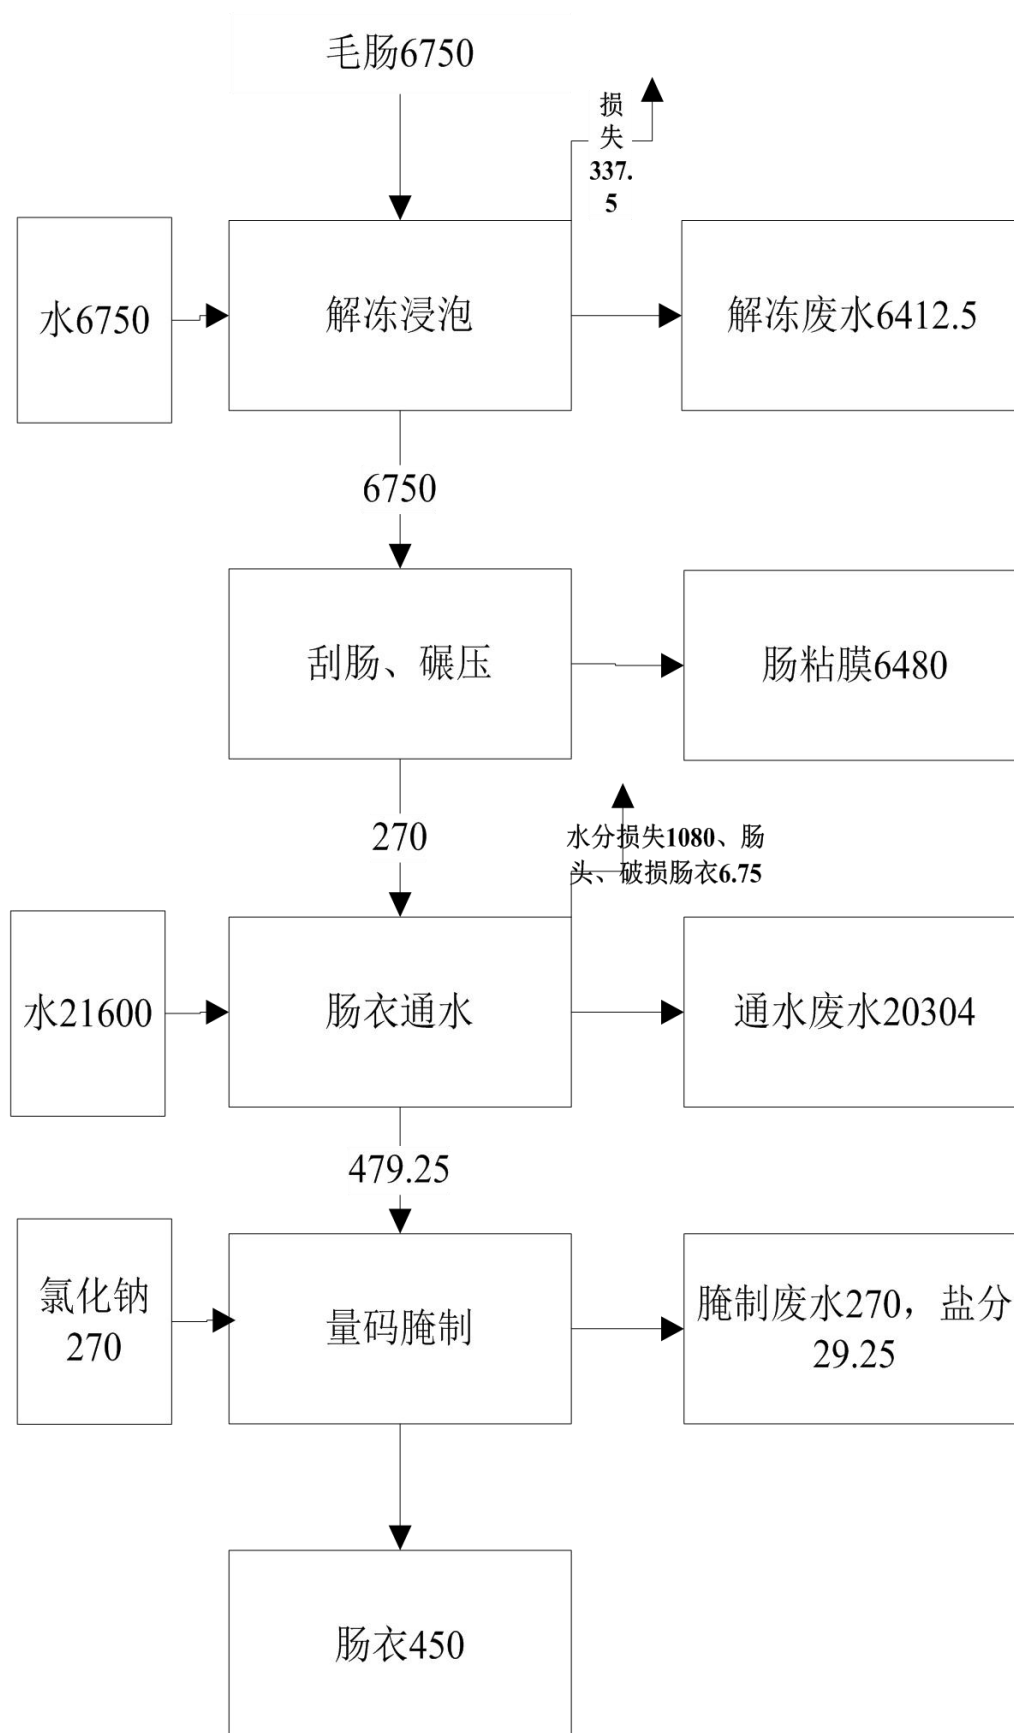 毛肠6750
损
失
337.
5
水6750
解冻浸泡
解冻废水6412.5
6750
刮肠、碾压
肠粘膜6480
270
水分损失1080、肠
头、破损肠衣6.75
水21600
肠衣通水
通水废水20304
479.25
氯化钠
270
量码腌制
腌制废水270，盐分
29.25
肠衣450